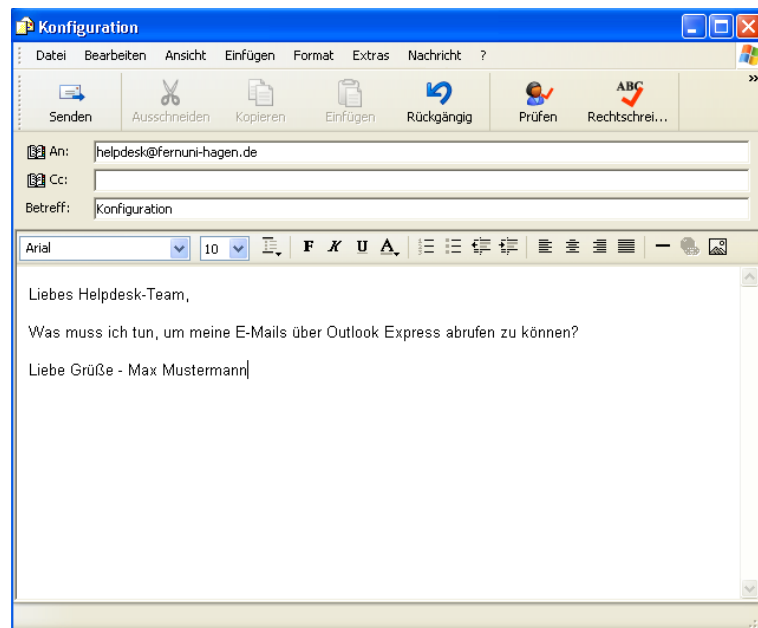 Konfiguration
Datei Bearbeiten Ansicht Einfügen Format Extras Nachricht ?
Senden Ausschneiden Kopieren Einfügen Rückgängig Prüfen ABC Rechtschrei... »
An: helpdesk@fernuni-hagen.de
Cc:
Betreff: Konfiguration
Arial 10 F K U A
Liebes Helpdesk-Team,
Was muss ich tun, um meine E-Mails über Outlook Express abrufen zu können?
Liebe Grüße - Max Mustermann